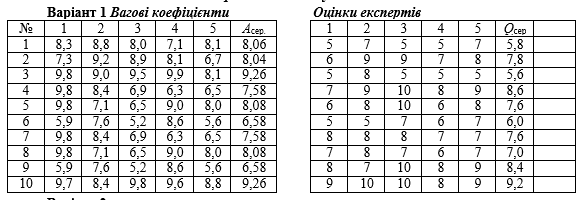 Варіант 1 Вагові коефіцієнти Оцінки експертів
№ 1 2 3 4 5 Aсер. 1 2 3 4 5 Qсер
1 8,3 8,8 8,0 7,1 8,1 8,06 5 7 5 5 7 5,8
2 7,3 9,2 8,9 8,1 6,7 8,04 6 9 9 7 8 7,8
3 9,8 9,0 9,5 9,9 8,1 9,26 5 8 5 5 5 5,6
4 9,8 8,4 6,9 6,3 6,5 7,58 7 9 10 8 9 8,6
5 9,8 7,1 6,5 9,0 8,0 8,08 6 8 10 6 8 7,6
6 5,9 7,6 5,2 8,6 5,6 6,58 5 5 7 6 7 6,0
7 9,8 8,4 6,9 6,3 6,5 7,58 8 8 8 7 7 7,6
8 9,8 7,1 6,5 9,0 8,0 8,08 7 8 7 6 7 7,0
9 5,9 7,6 5,2 8,6 5,6 6,58 8 7 10 8 9 8,4
10 9,7 8,4 9,8 9,6 8,8 9,26 9 10 10 8 9 9,2